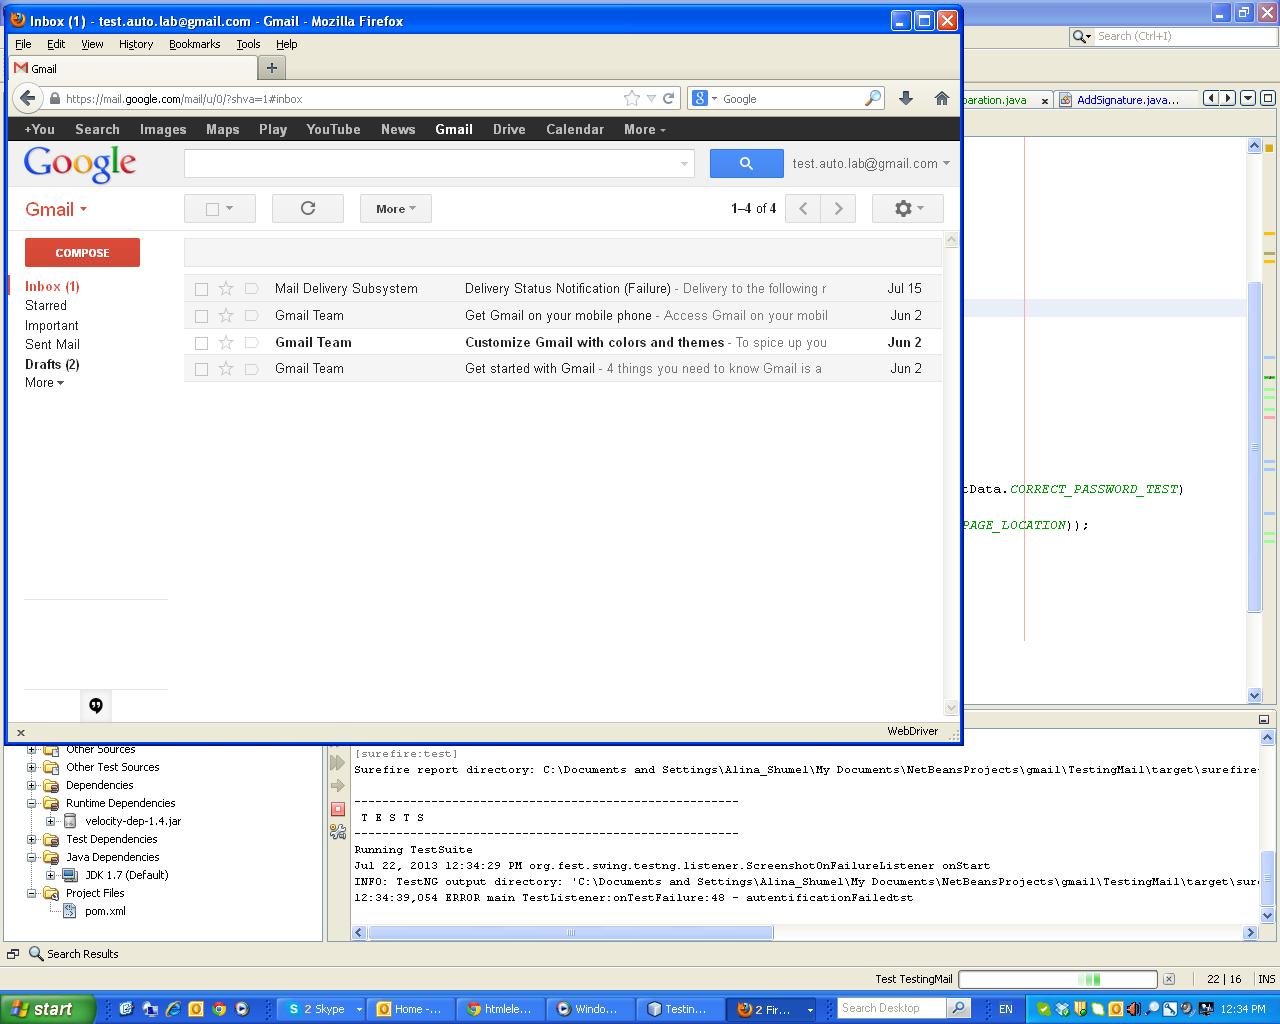 Inbox (1) - test.auto.lab@gmail.com - Gmail - Mozilla Firefox
File Edit View History Bookmarks Tools Help
Search (Ctrl+I)
Gmail
https://mail.google.com/mail/u/0/?shva=1#inbox
Google
paration.java
AddSignature.java...
+You Search Images Maps Play YouTube News Gmail Drive Calendar More
Google
test.auto.lab@gmail.com
Gmail
More
1–4 of 4
COMPOSE
Inbox (1)
Starred
Important
Sent Mail
Drafts (2)
More
Mail Delivery Subsystem Delivery Status Notification (Failure) - Delivery to the following r Jul 15
Gmail Team Get Gmail on your mobile phone - Access Gmail on your mobil Jun 2
Gmail Team Customize Gmail with colors and themes - To spice up you Jun 2
Gmail Team Get started with Gmail - 4 things you need to know Gmail is a Jun 2
tData.CORRECT_PASSWORD_TEST)
PAGE_LOCATION));
WebDriver
Other Sources
Other Test Sources
Dependencies
Runtime Dependencies
velocity-dep-1.4.jar
Test Dependencies
Java Dependencies
JDK 1.7 (Default)
Project Files
pom.xml
[surefire:test]
Surefire report directory: C:\Documents and Settings\Alina_Shumel\My Documents\NetBeansProjects\gmail\TestingMail\target\surefire-
-------------------------------------------------------
T E S T S
-------------------------------------------------------
Running TestSuite
Jul 22, 2013 12:34:29 PM org.fest.swing.testng.listener.ScreenshotOnFailureListener onStart
INFO: TestNG output directory: 'C:\Documents and Settings\Alina_Shumel\My Documents\NetBeansProjects\gmail\TestingMail\target\sure
12:34:39,054 ERROR main TestListener:onTestFailure:48 - autentificationFailedtst
Search Results
Test TestingMail
22 | 16 INS
start
2 Skype
Home -...
htmlele...
Windo...
Testin...
2 Fir...
Search Desktop
EN
12:34 PM